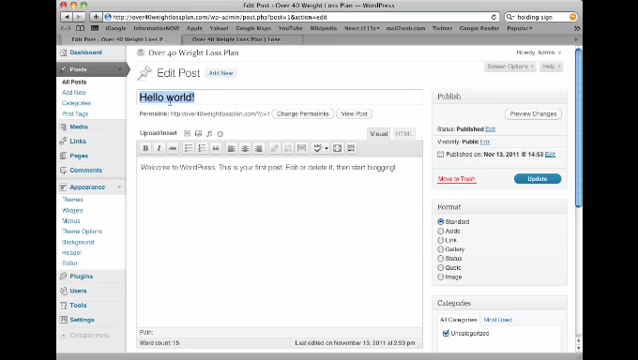 Edit Post ‹ Over 40 Weight Loss Plan — WordPress
http://over40weightlossplan.com/wp-admin/post.php?post=1&action=edit
holding sign
Apple Yahoo! Google Maps YouTube Wikipedia News Popular
Edit Post ‹ Over 40 Weight Loss P...
Over 40 Weight Loss Plan | Lose...
Over 40 Weight Loss Plan
Howdy, Admin
Screen Options
Help
Dashboard
Posts
All Posts
Add New
Categories
Post Tags
Media
Links
Pages
Comments
Appearance
Themes
Widgets
Menus
Theme Options
Background
Header
Editor
Plugins
Users
Tools
Settings
Collapse menu
Edit Post Add New
Hello world!
Permalink: http://over40weightlossplan.com/?p=1 Change Permalinks View Post
Upload/Insert
Visual HTML
B I ABC
Welcome to WordPress. This is your first post. Edit or delete it, then start blogging!
Path:
Word count: 15
Last edited on November 13, 2011 at 2:53 pm
Publish
Preview Changes
Status: Published Edit
Visibility: Public Edit
Published on: Nov 13, 2011 @ 14:53 Edit
Move to Trash
Update
Format
Standard
Aside
Link
Gallery
Status
Quote
Image
Categories
All Categories Most Used
Uncategorized